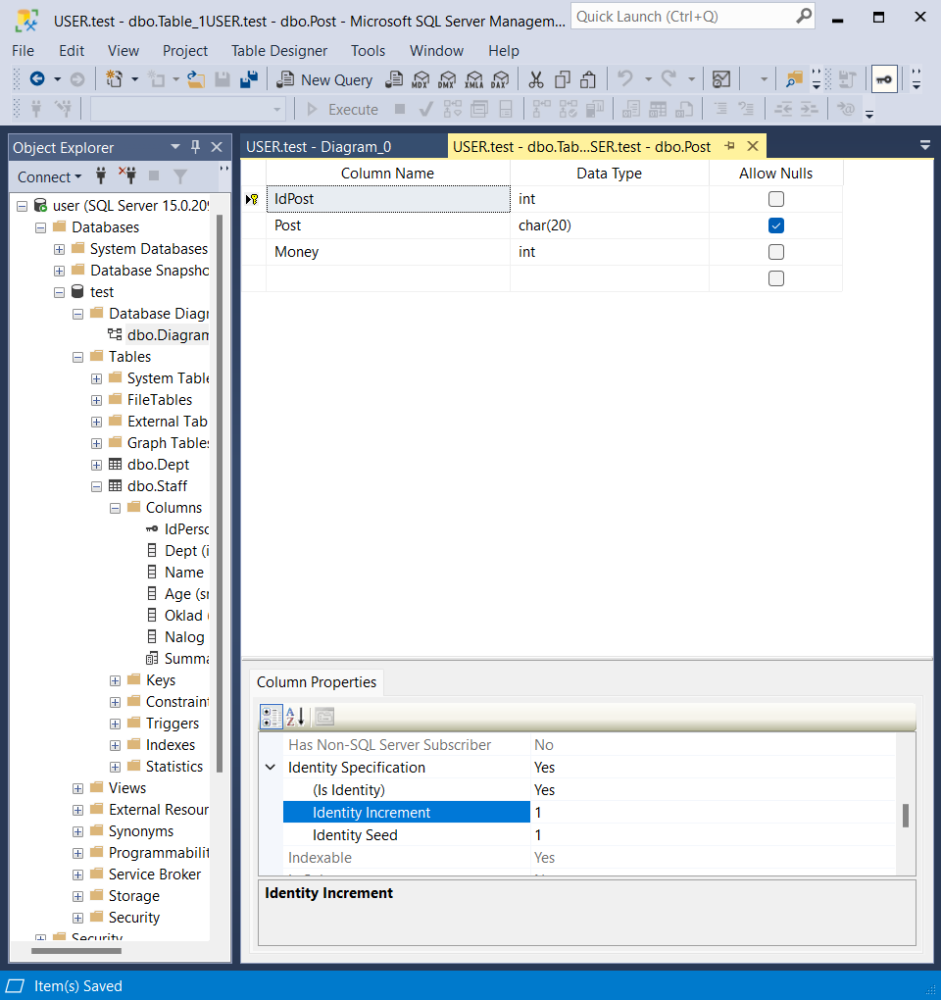 USER.test - dbo.Table_1USER.test - dbo.Post - Microsoft SQL Server Managem...
Quick Launch (Ctrl+Q)
File Edit View Project Table Designer Tools Window Help
New Query MDX DMX XMLA DAX
Execute
Object Explorer
Connect
user (SQL Server 15.0.209
Databases
System Databases
Database Snapsho
test
Database Diagr
dbo.Diagram
Tables
System Table
FileTables
External Tab
Graph Tables
dbo.Dept
dbo.Staff
Columns
IdPerso
Dept (i
Name
Age (sr
Oklad (
Nalog
Summa
Keys
Constraint
Triggers
Indexes
Statistics
Views
External Resour
Synonyms
Programmabilit
Service Broker
Storage
Security
Security
USER.test - Diagram_0
USER.test - dbo.Tab...SER.test - dbo.Post
Column Name Data Type Allow Nulls
IdPost int
Post char(20)
Money int
Column Properties
Has Non-SQL Server Subscriber No
Identity Specification Yes
(Is Identity) Yes
Identity Increment 1
Identity Seed 1
Indexable Yes
Identity Increment
Item(s) Saved